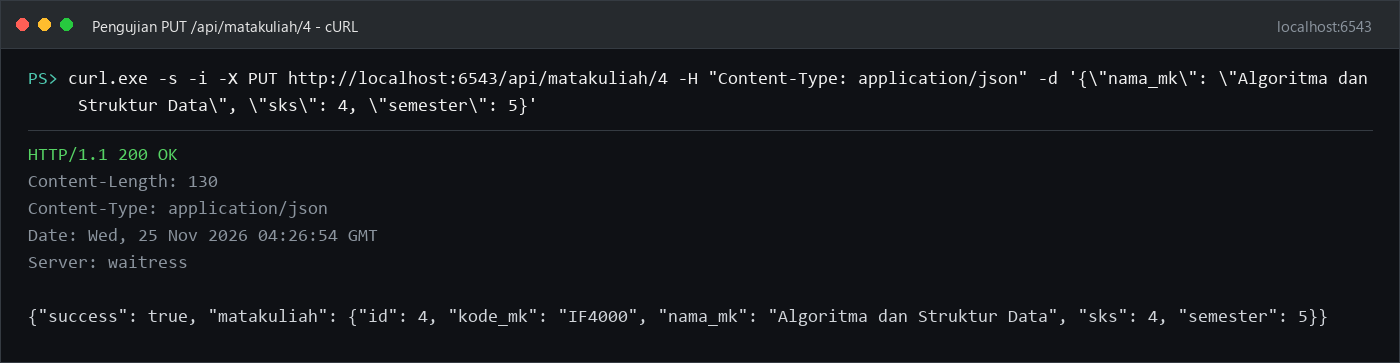 Pengujian PUT /api/matakuliah/4 - cURL
localhost:6543
PS> curl.exe -s -i -X PUT http://localhost:6543/api/matakuliah/4 -H "Content-Type: application/json" -d '{\"nama_mk\": \"Algoritma dan
Struktur Data\", \"sks\": 4, \"semester\": 5}'
HTTP/1.1 200 OK
Content-Length: 130
Content-Type: application/json
Date: Wed, 25 Nov 2026 04:26:54 GMT
Server: waitress
{"success": true, "matakuliah": {"id": 4, "kode_mk": "IF4000", "nama_mk": "Algoritma dan Struktur Data", "sks": 4, "semester": 5}}